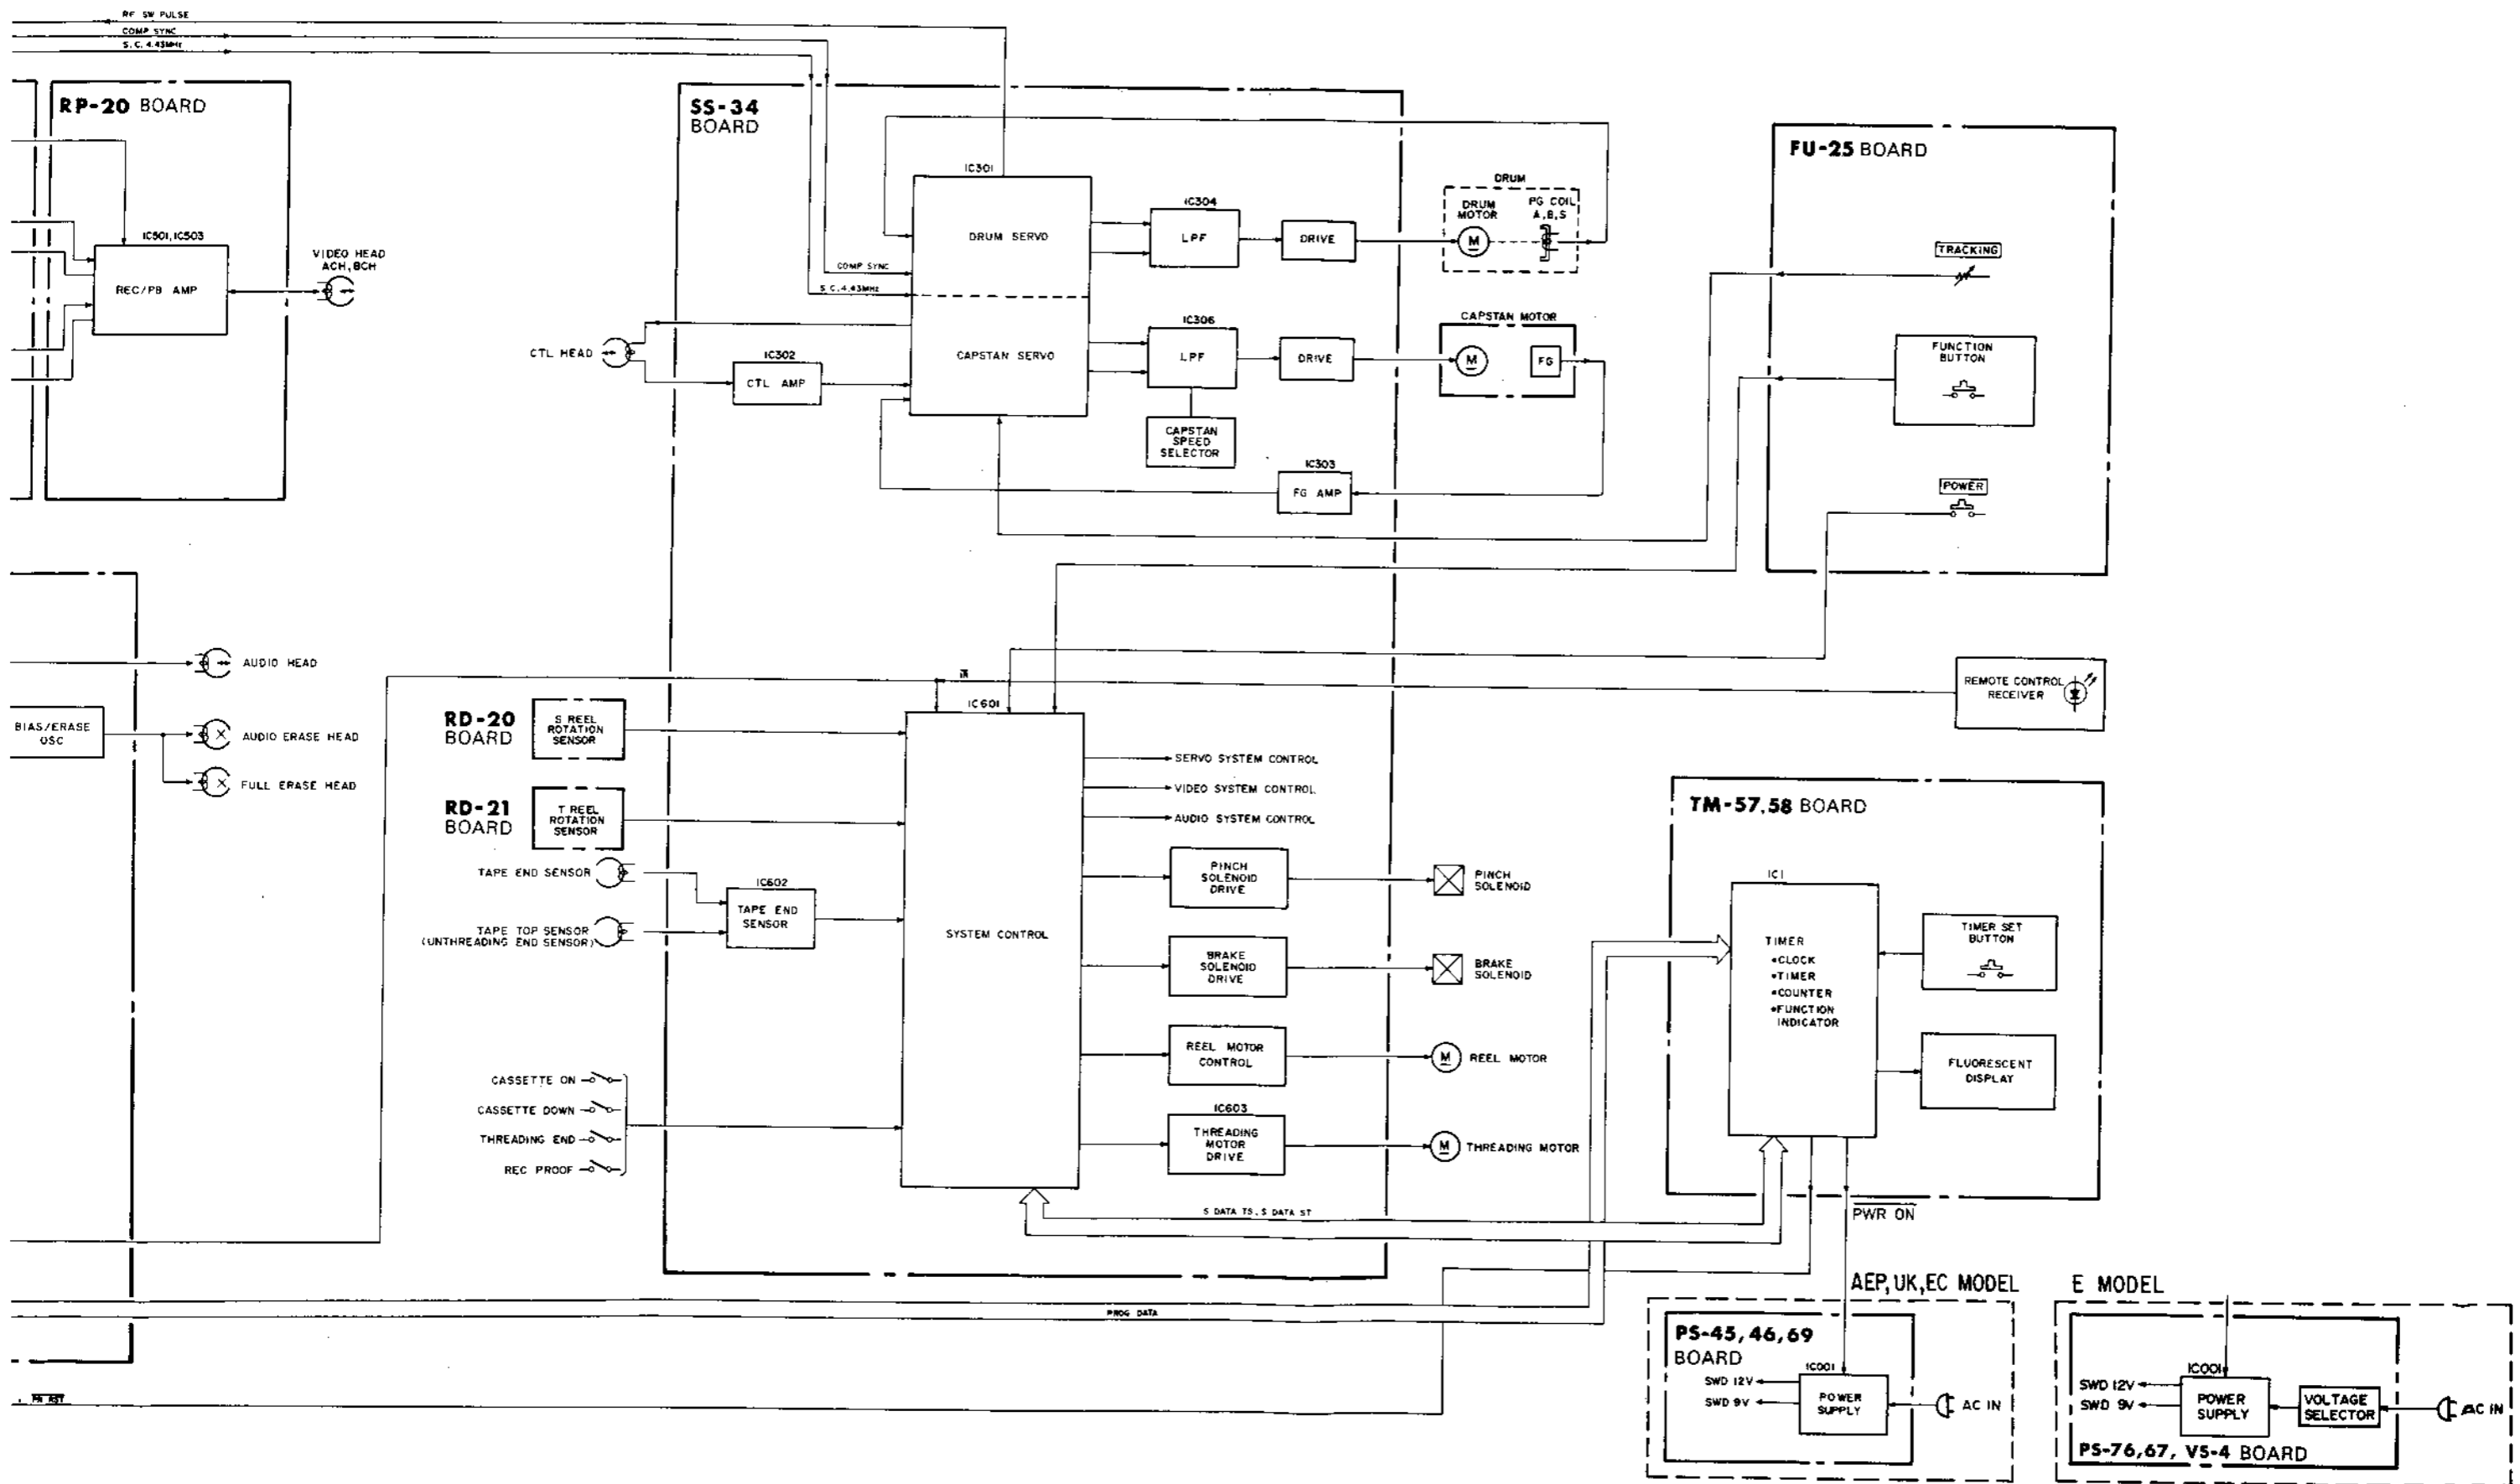 RF SW PULSE
COMP SYNC
S.C. 4.43MHz
RP-20 BOARD
IC501, IC503
REC/PB AMP
VIDEO HEAD
ACH, BCH
SS-34
BOARD
IC301
DRUM SERVO
COMP SYNC
S.C. 4.43MHz
CAPSTAN SERVO
IC304
LPF
DRIVE
DRUM
DRUM
MOTOR
PG COIL
A,B,S
M
CTL HEAD
IC302
CTL AMP
IC306
LPF
DRIVE
CAPSTAN MOTOR
M
FG
CAPSTAN
SPEED
SELECTOR
IC303
FG AMP
FU-25 BOARD
TRACKING
FUNCTION
BUTTON
POWER
AUDIO HEAD
BIAS/ERASE
OSC
AUDIO ERASE HEAD
FULL ERASE HEAD
REMOTE CONTROL
RECEIVER
RD-20
BOARD
S REEL
ROTATION
SENSOR
RD-21
BOARD
T REEL
ROTATION
SENSOR
TAPE END SENSOR
TAPE TOP SENSOR
(UNTHREADING END SENSOR)
IC602
TAPE END
SENSOR
CASSETTE ON
CASSETTE DOWN
THREADING END
REC PROOF
IC601
SYSTEM CONTROL
SERVO SYSTEM CONTROL
VIDEO SYSTEM CONTROL
AUDIO SYSTEM CONTROL
PINCH
SOLENOID
DRIVE
PINCH
SOLENOID
BRAKE
SOLENOID
DRIVE
BRAKE
SOLENOID
REEL MOTOR
CONTROL
M
REEL MOTOR
IC603
THREADING
MOTOR
DRIVE
M
THREADING MOTOR
S DATA TS, S DATA ST
TM-57,58 BOARD
IC1
TIMER
•CLOCK
•TIMER
•COUNTER
•FUNCTION
INDICATOR
TIMER SET
BUTTON
FLUORESCENT
DISPLAY
PWR ON
PROG DATA
AEP, UK, EC MODEL
PS-45, 46, 69
BOARD
IC001
SWD 12V
SWD 9V
POWER
SUPPLY
AC IN
E MODEL
IC001
SWD 12V
SWD 9V
POWER
SUPPLY
VOLTAGE
SELECTOR
AC IN
PS-76,67, VS-4 BOARD